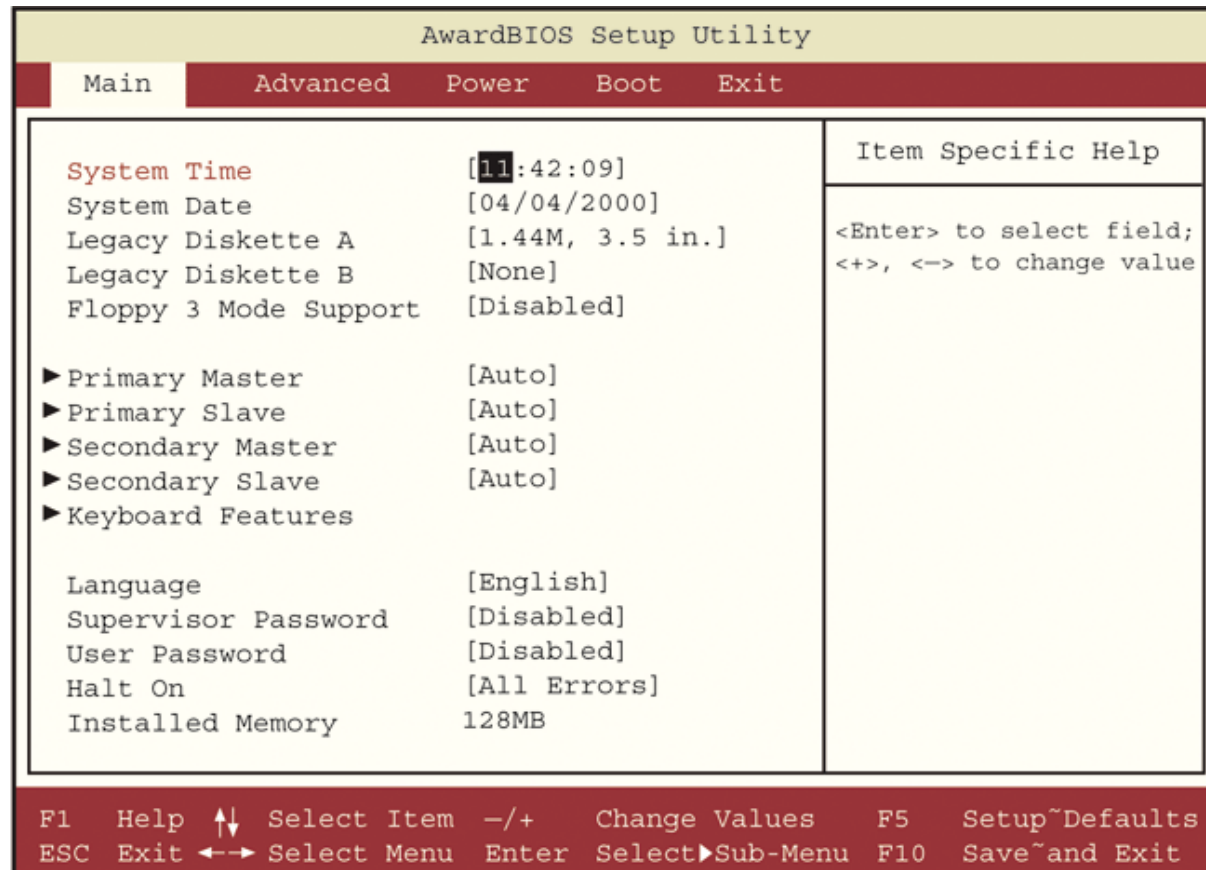 AwardBIOS Setup Utility
Main Advanced Power Boot Exit
System Time [11:42:09]
System Date [04/04/2000]
Legacy Diskette A [1.44M, 3.5 in.]
Legacy Diskette B [None]
Floppy 3 Mode Support [Disabled]
▶Primary Master [Auto]
▶Primary Slave [Auto]
▶Secondary Master [Auto]
▶Secondary Slave [Auto]
▶Keyboard Features
Language [English]
Supervisor Password [Disabled]
User Password [Disabled]
Halt On [All Errors]
Installed Memory 128MB
Item Specific Help
<Enter> to select field;
<+>, <—> to change value
F1 Help ↑↓ Select Item —/+ Change Values F5 Setup~Defaults
ESC Exit ←→ Select Menu Enter Select▶Sub-Menu F10 Save~and Exit